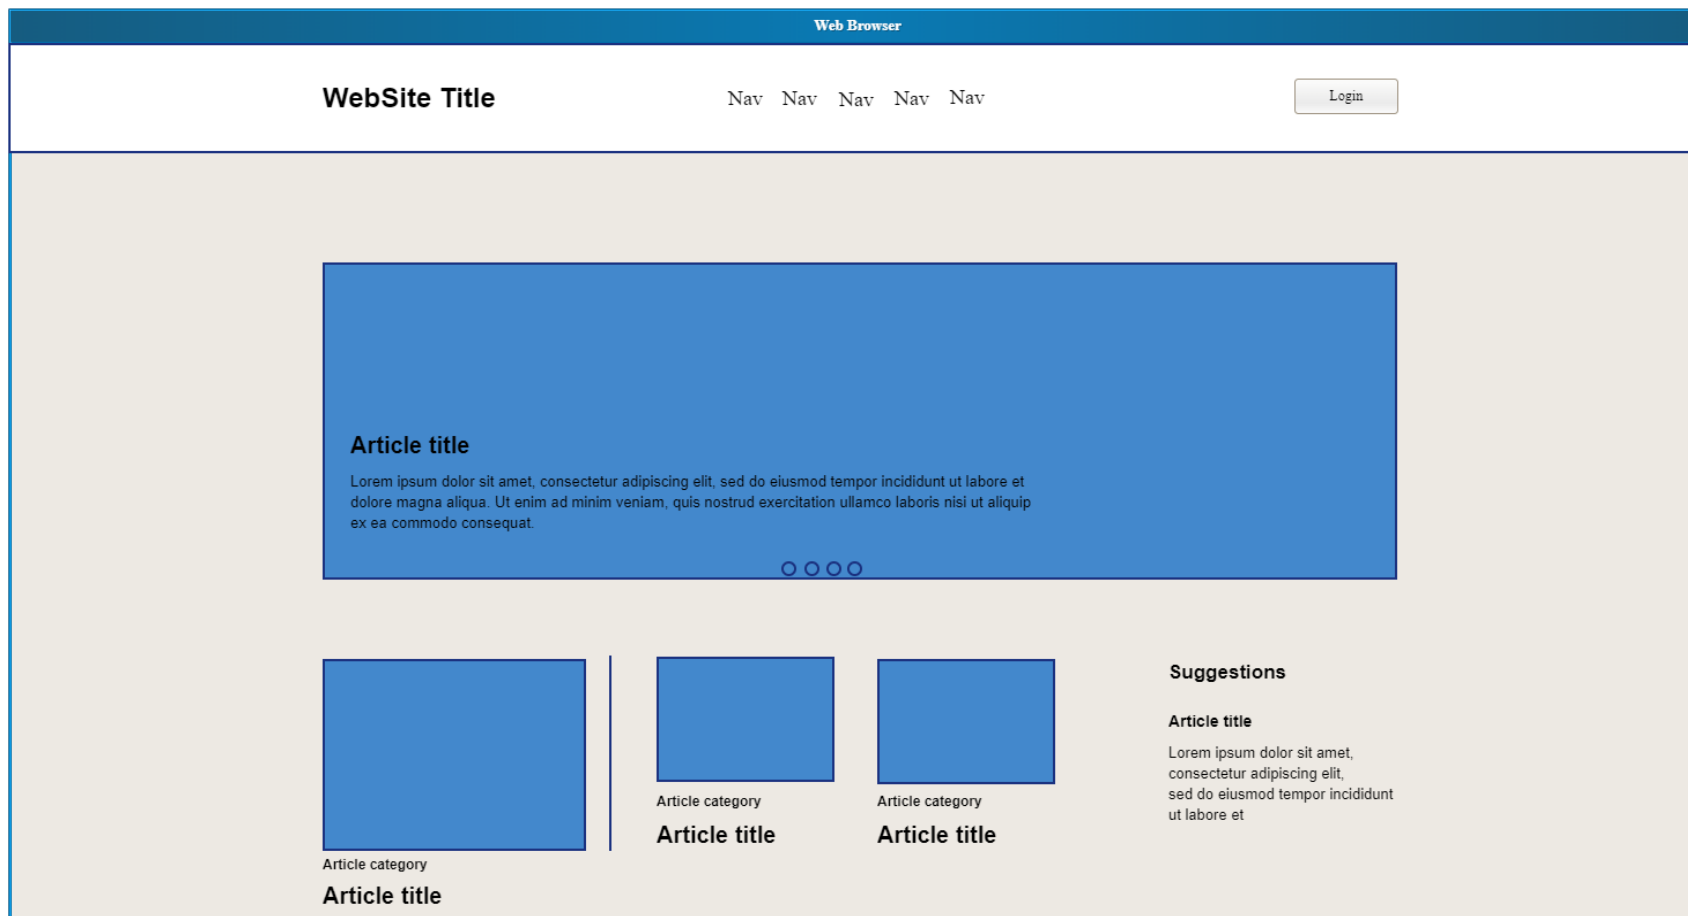 Web Browser
WebSite Title
Nav Nav Nav Nav Nav
Login
Article title
Lorem ipsum dolor sit amet, consectetur adipiscing elit, sed do eiusmod tempor incididunt ut labore et
dolore magna aliqua. Ut enim ad minim veniam, quis nostrud exercitation ullamco laboris nisi ut aliquip
ex ea commodo consequat.
Article category
Article title
Article category
Article title
Article category
Article title
Suggestions
Article title
Lorem ipsum dolor sit amet,
consectetur adipiscing elit,
sed do eiusmod tempor incididunt
ut labore et